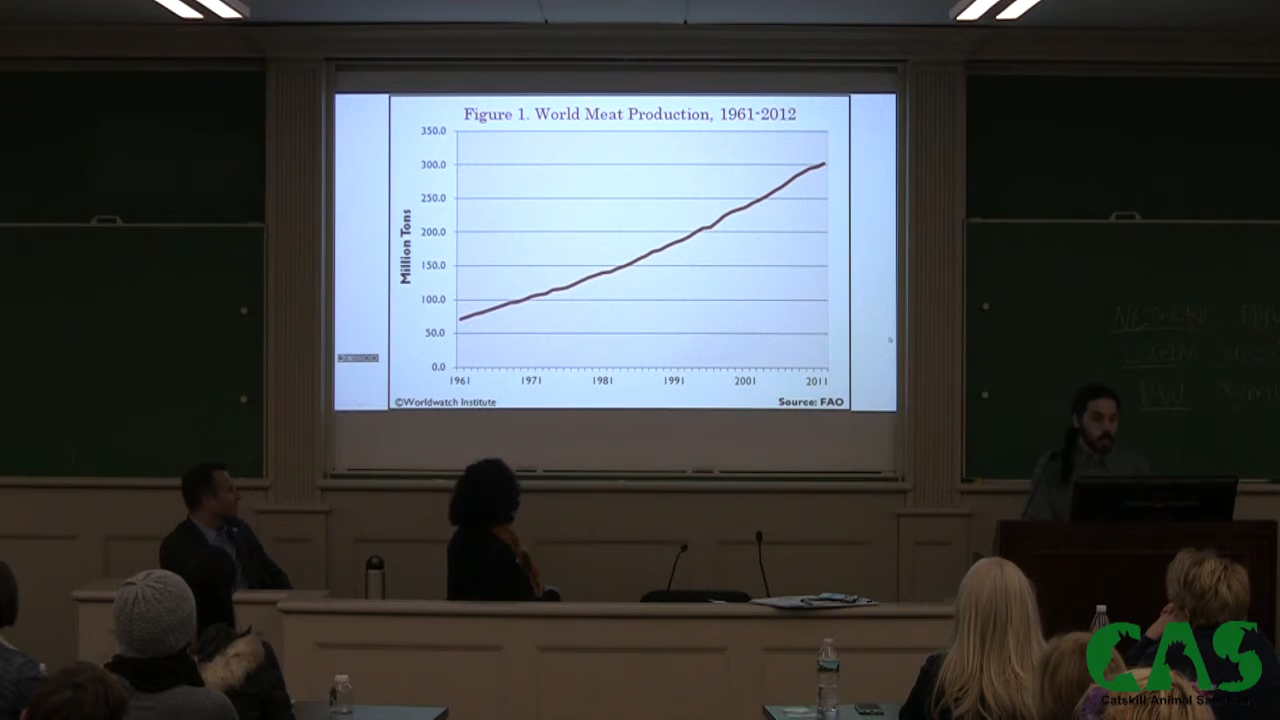 Figure 1. World Meat Production, 1961-2012
350.0
300.0
250.0
200.0
150.0
100.0
50.0
0.0
Million Tons
1961 1971 1981 1991 2001 2011
©Worldwatch Institute
Source: FAO
NETWORK
CAS
Catskill Animal